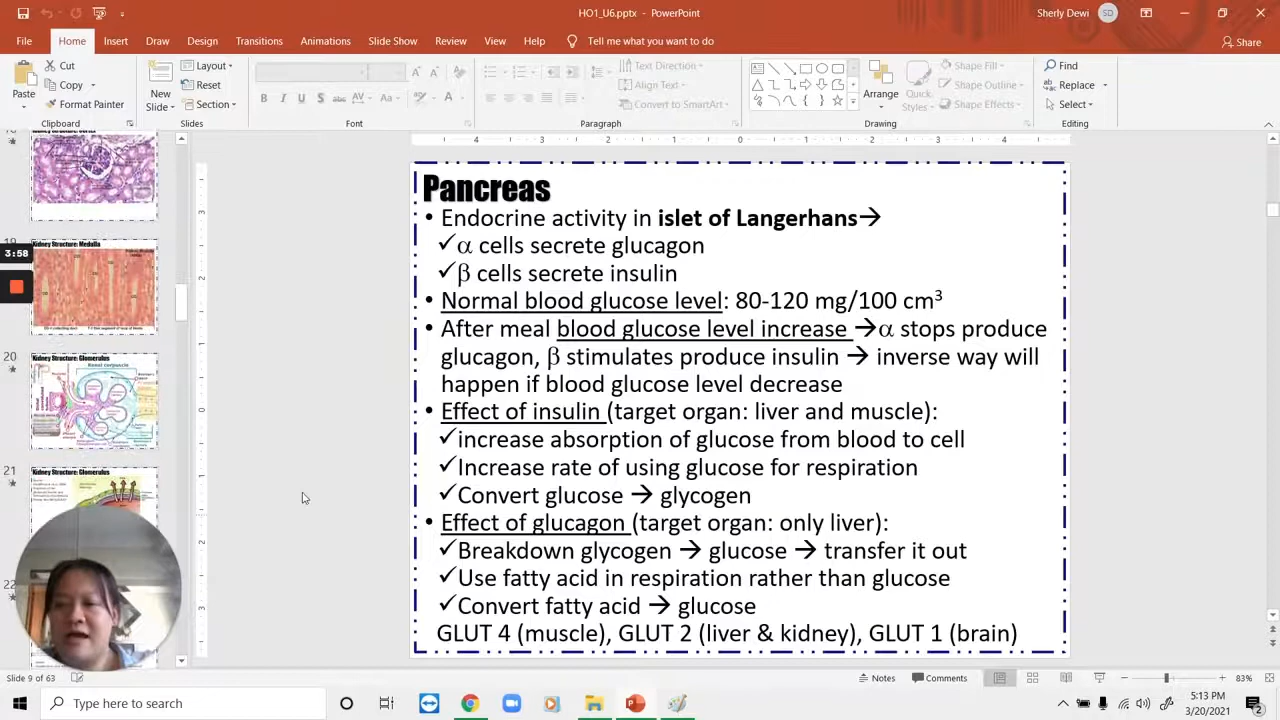 HO1_U6.pptx - PowerPoint
Sherly Dewi
SD
File
Home
Insert
Draw
Design
Transitions
Animations
Slide Show
Review
View
Help
Tell me what you want to do
Share
Paste
Cut
Copy
Format Painter
Clipboard
New Slide
Layout
Reset
Section
Slides
Font
Text Direction
Align Text
Convert to SmartArt
Paragraph
Arrange
Quick Styles
Shape Fill
Shape Outline
Shape Effects
Drawing
Find
Replace
Select
Editing
Kidney Structure: Medulla
3:58
20
Kidney Structure: Glomerulus
Renal corpuscle
21
Kidney Structure: Glomerulus
22
Pancreas
• Endocrine activity in islet of Langerhans→
✓α cells secrete glucagon
✓β cells secrete insulin
• Normal blood glucose level: 80-120 mg/100 cm³
• After meal blood glucose level increase →α stops produce
glucagon, β stimulates produce insulin → inverse way will
happen if blood glucose level decrease
• Effect of insulin (target organ: liver and muscle):
✓increase absorption of glucose from blood to cell
✓Increase rate of using glucose for respiration
✓Convert glucose → glycogen
• Effect of glucagon (target organ: only liver):
✓Breakdown glycogen → glucose → transfer it out
✓Use fatty acid in respiration rather than glucose
✓Convert fatty acid → glucose
GLUT 4 (muscle), GLUT 2 (liver & kidney), GLUT 1 (brain)
Slide 9 of 63
Notes
Comments
83%
Type here to search
5:13 PM
3/20/2021
2